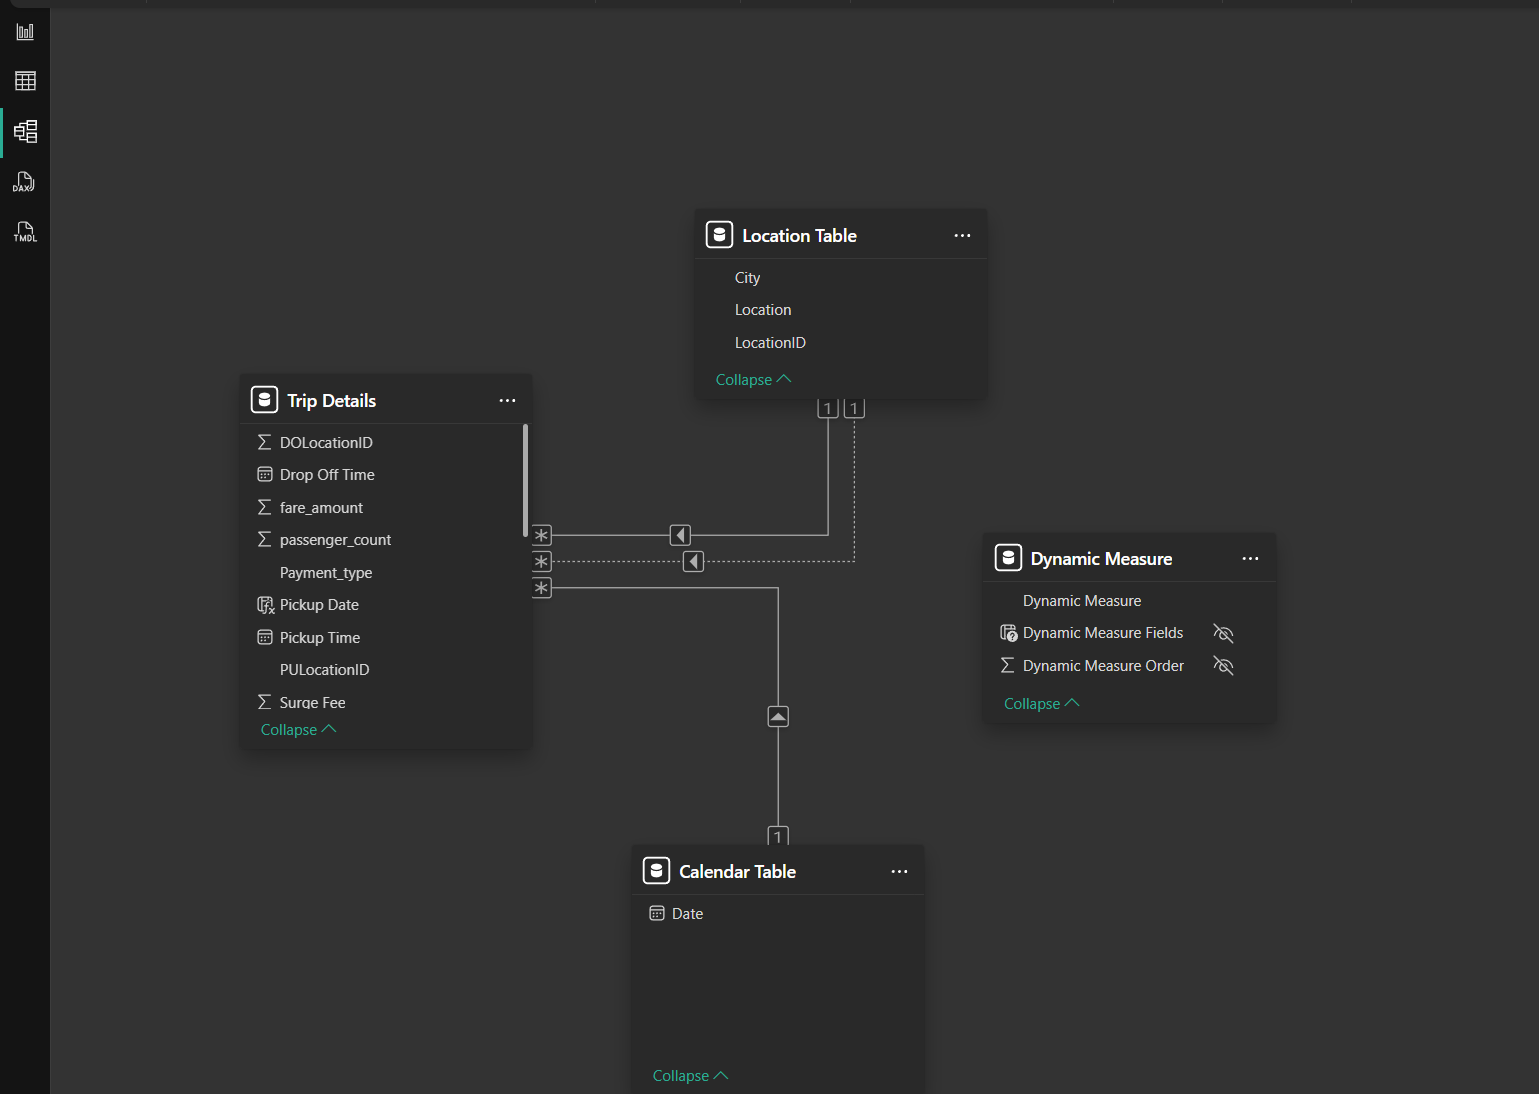 DAX
TMDL
Location Table
City
Location
LocationID
Collapse
1 1
Trip Details
DOLocationID
Drop Off Time
fare_amount
passenger_count
Payment_type
Pickup Date
Pickup Time
PULocationID
Surge Fee
Collapse
*
*
*
Dynamic Measure
Dynamic Measure
Dynamic Measure Fields
Dynamic Measure Order
Collapse
1
Calendar Table
Date
Collapse